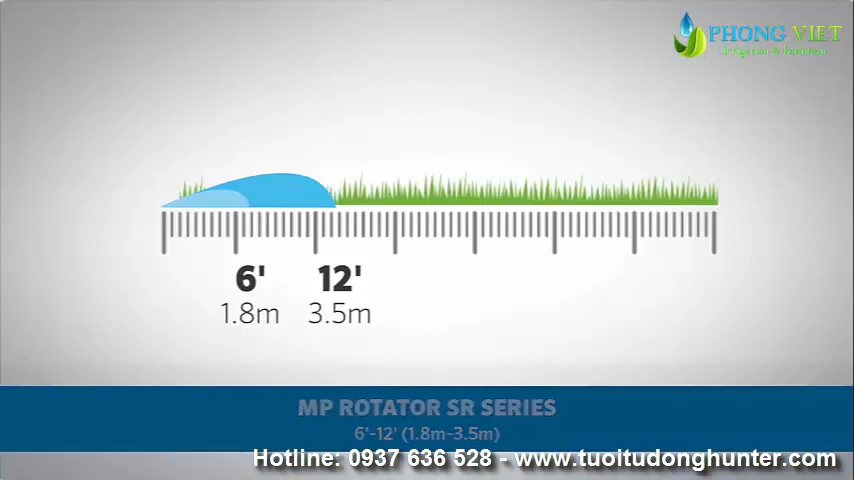 PHONG VIET
6' 12'
1.8m 3.5m
MP ROTATOR SR SERIES
6'-12' (1.8m-3.5m)
Hotline: 0937 636 528 - www.tuoitudonghunter.com